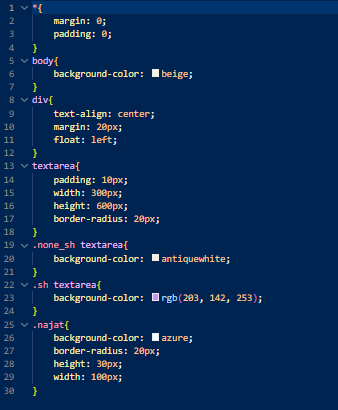 1 *{
2 margin: 0;
3 padding: 0;
4 }
5 body{
6 background-color: beige;
7 }
8 div{
9 text-align: center;
10 margin: 20px;
11 float: left;
12 }
13 textarea{
14 padding: 10px;
15 width: 300px;
16 height: 600px;
17 border-radius: 20px;
18 }
19 .none_sh textarea{
20 background-color: antiquewhite;
21 }
22 .sh textarea{
23 background-color: rgb(203, 142, 253);
24 }
25 .najat{
26 background-color: azure;
27 border-radius: 20px;
28 height: 30px;
29 width: 100px;
30 }